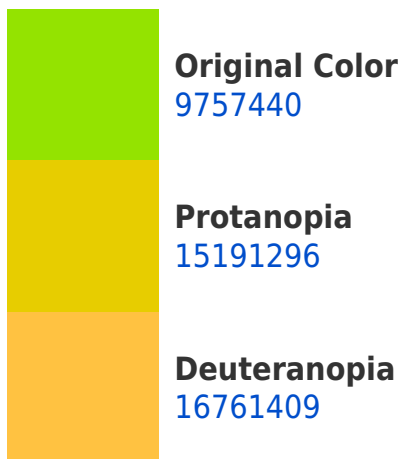 Original Color
9757440
Protanopia
15191296
Deuteranopia
16761409